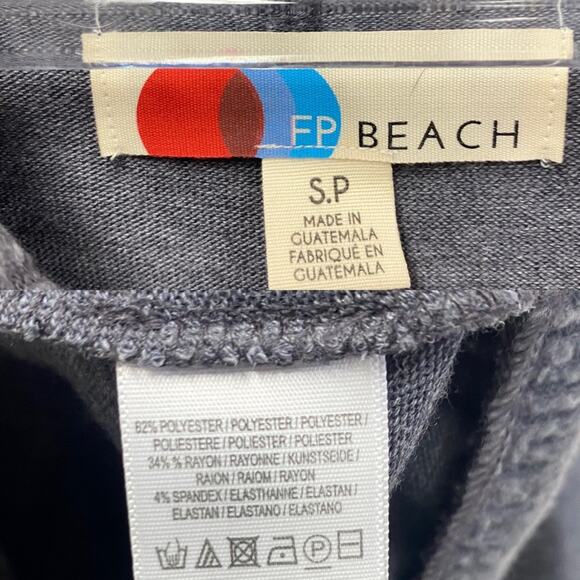 FP BEACH
S.P
MADE IN
GUATEMALA
FABRIQUÉ EN
GUATEMALA
62% POLYESTER / POLYESTER / POLYESTER /
POLIESTERE / POLIESTER / POLIESTER
34% % RAYON / RAYONNE / KUNSTSEIDE /
RAION / RAIOM / RAYON
4% SPANDEX / ELASTHANNE / ELASTAN /
ELASTAN / ELASTANO / ELASTAN
P